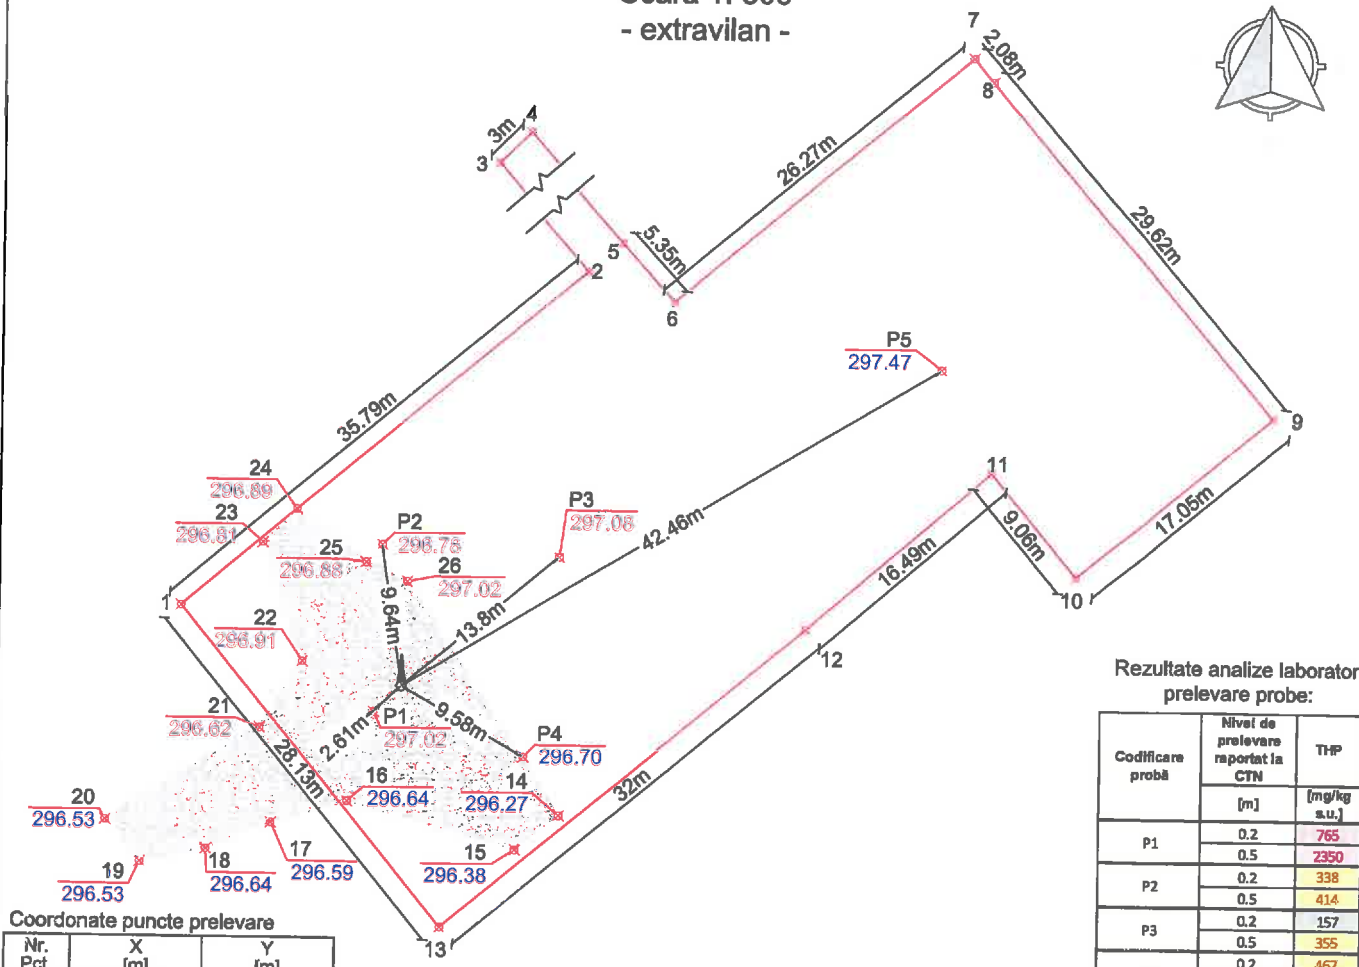 - extravilan -
7
2.08m
8
4
3m
3
26.27m
29.62m
5
5.35m
2
6
P5
297.47
35.79m
9
24
296.89
11
23
296.81
P2
296.78
P3
297.08
42.46m
9.06m
17.05m
25
296.88
26
297.02
16.49m
1
9.64m
13.8m
10
22
296.91
12
21
296.62
2.61m
P1
297.02
9.58m
P4
296.70
28.13m
16
296.64
14
296.27
32m
20
296.53
17
296.59
15
296.38
19
296.53
18
296.64
13
Rezultate analize laborator
prelevare probe:
Codificare probă
Nivel de prelevare raportat la CTN
THP
[m]
[mg/kg s.u.]
P1
0.2
765
0.5
2350
P2
0.2
338
0.5
414
P3
0.2
157
0.5
355
0.2
467
Coordonate puncte prelevare
Nr. Pct
X
[m]
Y
[m]